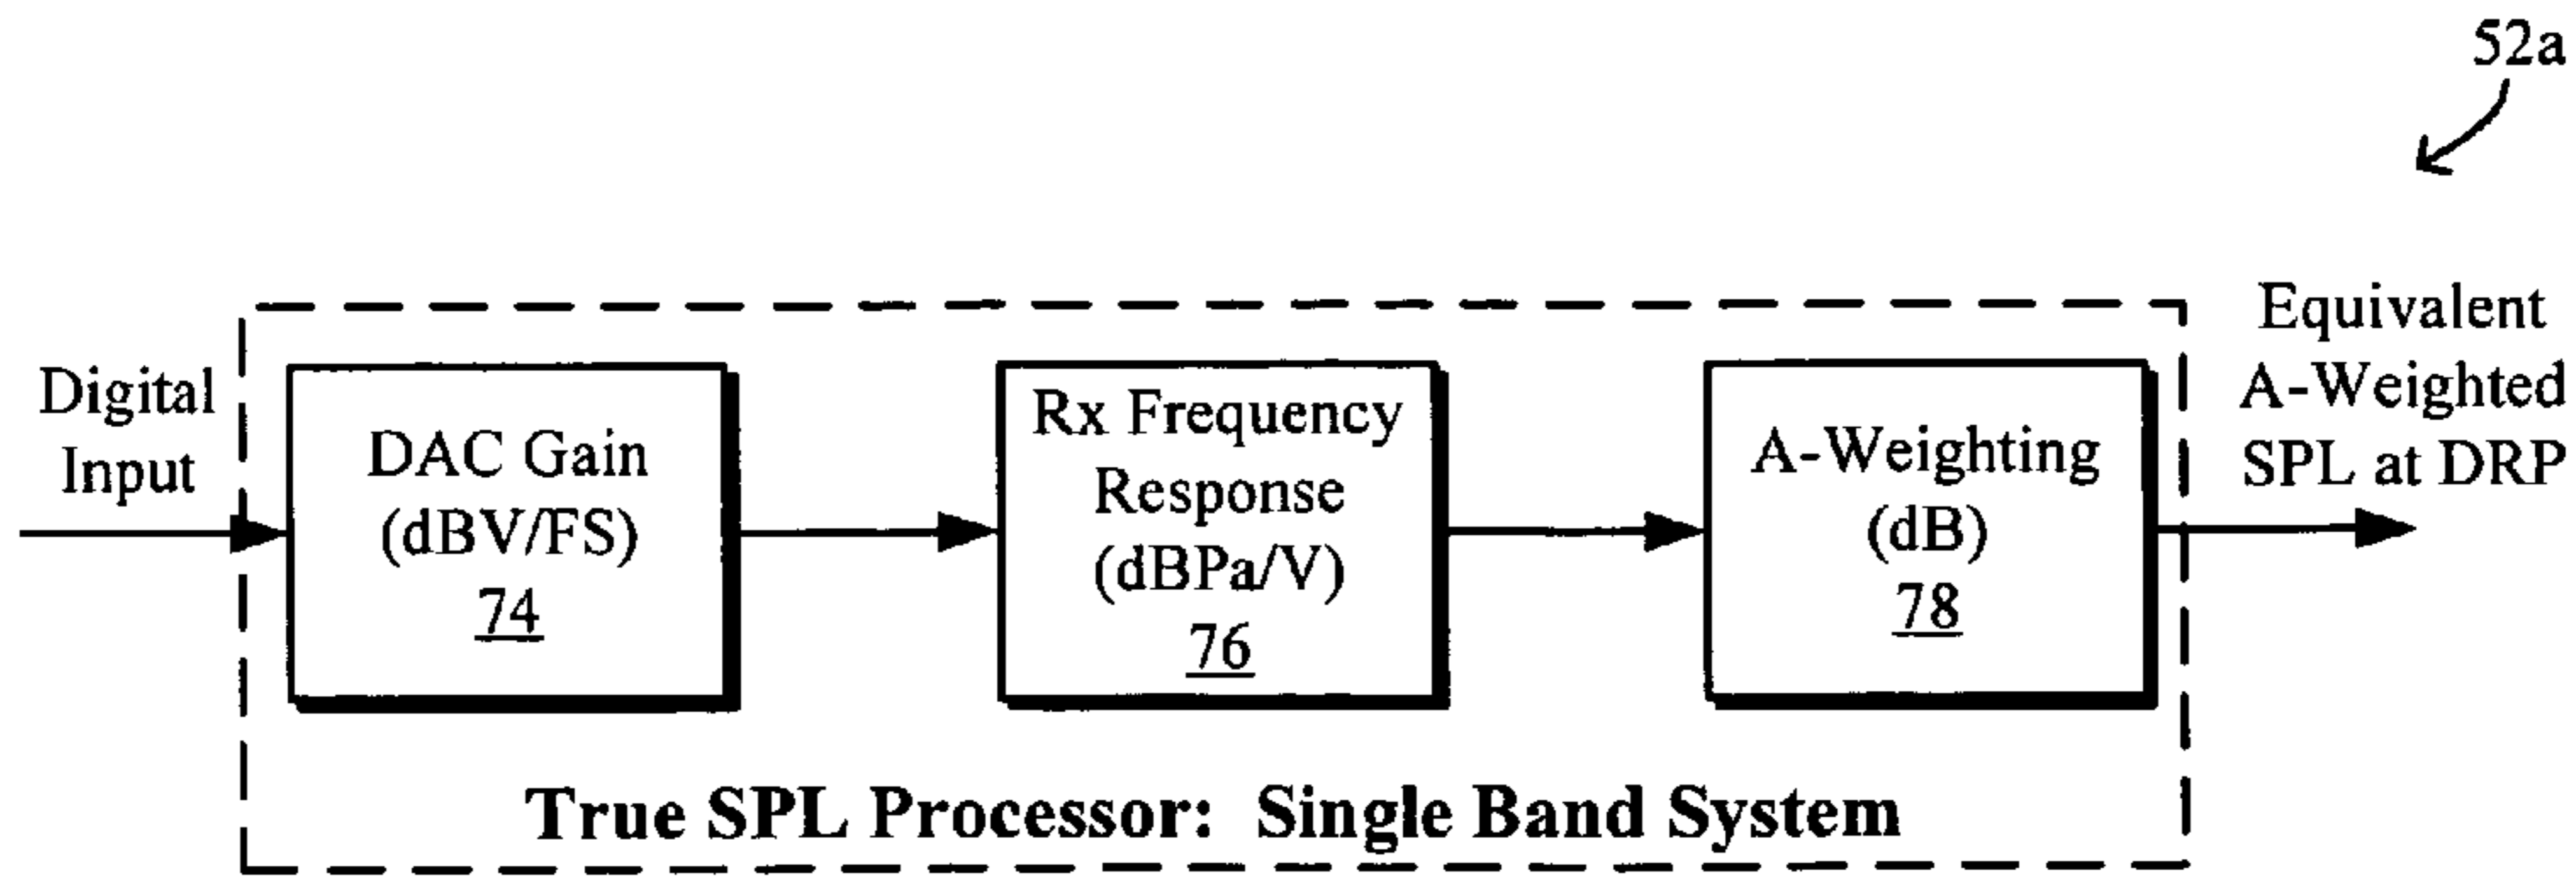 52a
Digital
Input
DAC Gain
(dBV/FS)
74
Rx Frequency
Response
(dBPa/V)
76
A-Weighting
(dB)
78
Equivalent
A-Weighted
SPL at DRP
True SPL Processor: Single Band System